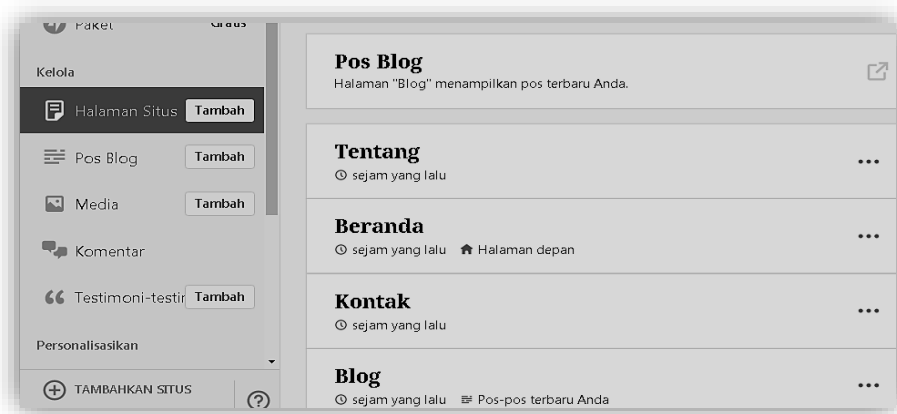 Paket Gratis
Kelola
Halaman Situs Tambah
Pos Blog Tambah
Media Tambah
Komentar
Testimoni-testir Tambah
Personalisasikan
TAMBAHKAN SITUS
Pos Blog
Halaman "Blog" menampilkan pos terbaru Anda.
Tentang
sejam yang lalu
Beranda
sejam yang lalu Halaman depan
Kontak
sejam yang lalu
Blog
sejam yang lalu Pos-pos terbaru Anda